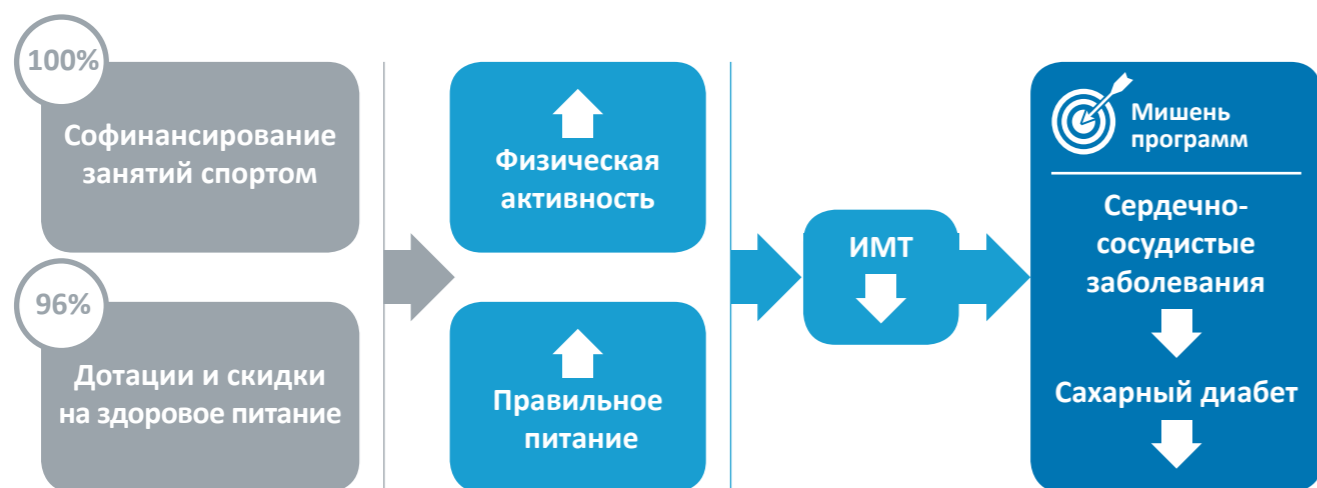 100%
Софинансирование
занятий спортом
96%
Дотации и скидки
на здоровое питание
Физическая
активность
Правильное
питание
ИМТ
Мишень
программ
Сердечно-
сосудистые
заболевания
Сахарный диабет